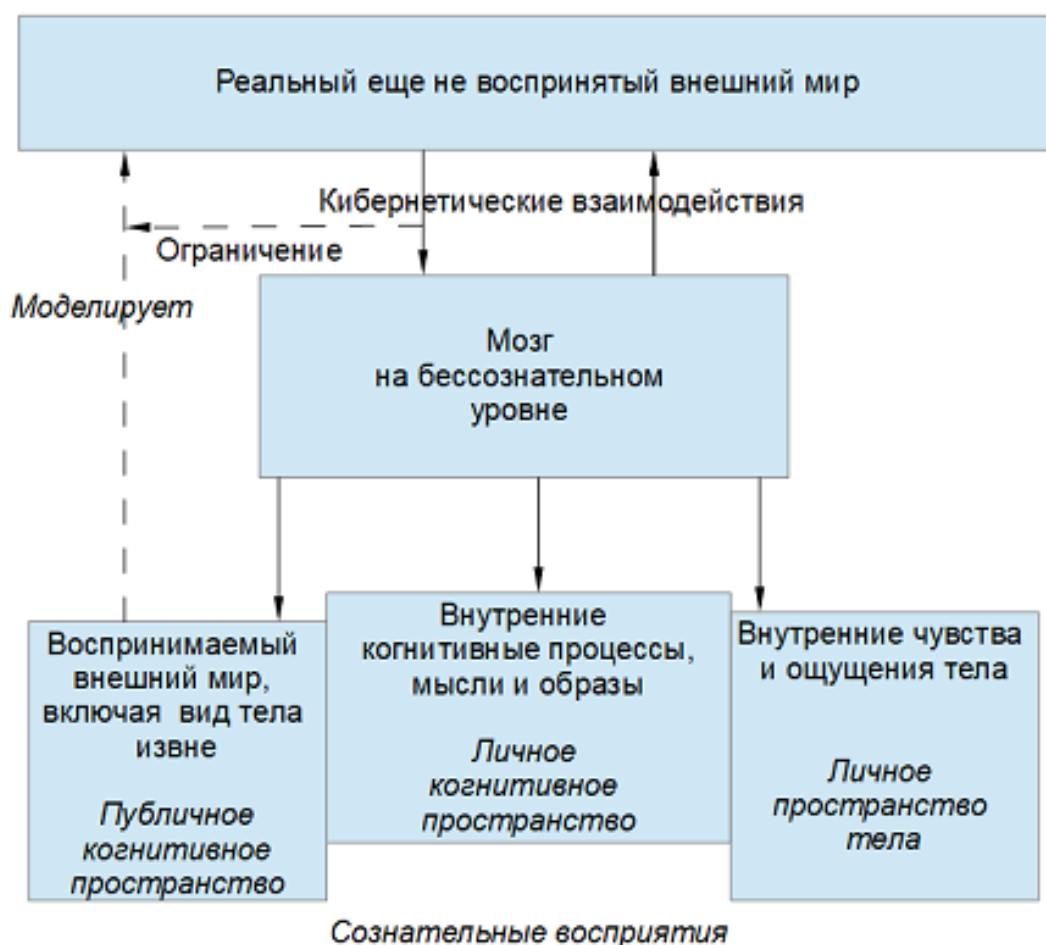 Реальный еще не воспринятый внешний мир
Кибернетические взаимодействия
Ограничение
Моделирует
Мозг
на бессознательном
уровне
Воспринимаемый
внешний мир,
включая вид тела
извне
Публичное
когнитивное
пространство
Внутренние
когнитивные процессы,
мысли и образы
Личное
когнитивное
пространство
Внутренние чувства
и ощущения тела
Личное
пространство
тела
Сознательные восприятия